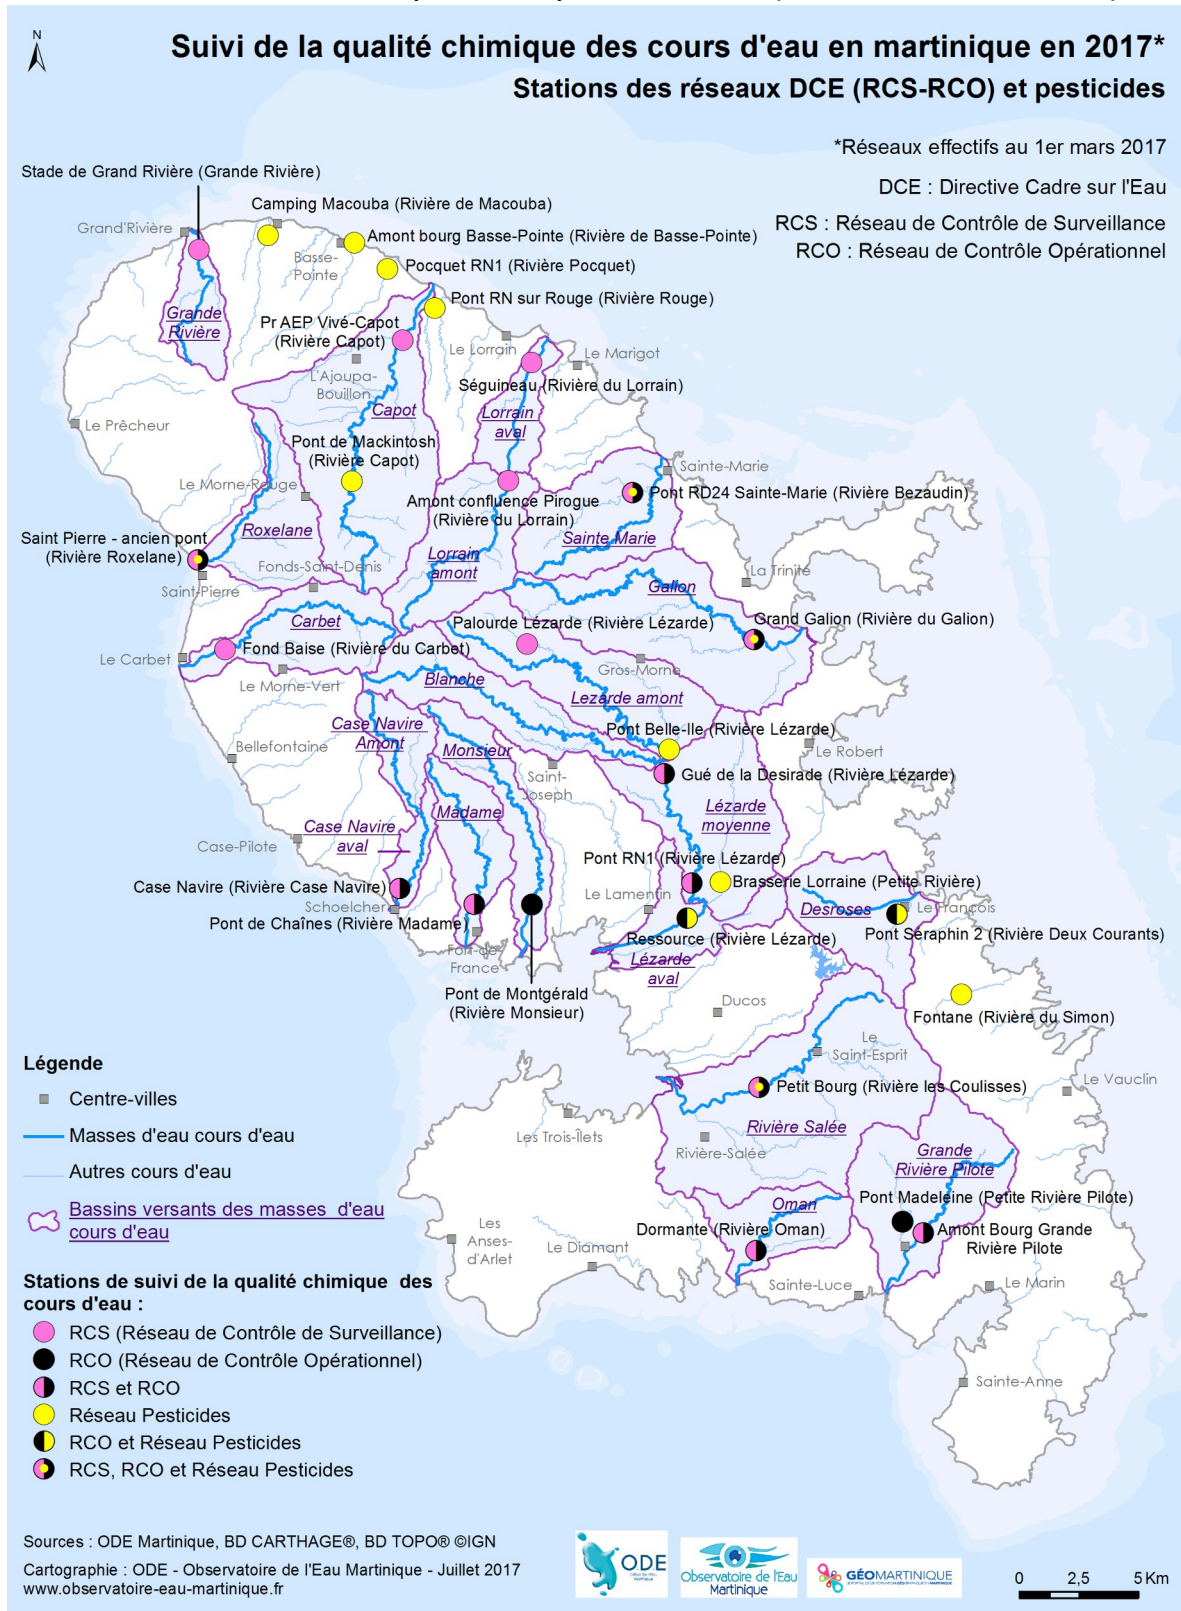 N
Suivi de la qualité chimique des cours d'eau en martinique en 2017*
Stations des réseaux DCE (RCS-RCO) et pesticides
*Réseaux effectifs au 1er mars 2017
DCE : Directive Cadre sur l'Eau
RCS : Réseau de Contrôle de Surveillance
RCO : Réseau de Contrôle Opérationnel
Stade de Grand Rivière (Grande Rivière)
Camping Macouba (Rivière de Macouba)
Grand'Rivière
Amont bourg Basse-Pointe (Rivière de Basse-Pointe)
Basse-
Pointe
Pocquet RN1 (Rivière Pocquet)
Pont RN sur Rouge (Rivière Rouge)
Grande
Rivière
Pr AEP Vivé-Capot
(Rivière Capot)
Le Lorrain
Le Marigot
L'Ajoupa-
Bouillon
Séguineau (Rivière du Lorrain)
Capot
Lorrain
aval
Le Prêcheur
Pont de Mackintosh
(Rivière Capot)
Sainte-Marie
Le Morne-Rouge
Pont RD24 Sainte-Marie (Rivière Bezaudin)
Amont confluence Pirogue
(Rivière du Lorrain)
Roxelane
Sainte Marie
Saint Pierre - ancien pont
(Rivière Roxelane)
Lorrain
amont
Fonds-Saint-Denis
La Trinité
Saint-Pierre
Galion
Carbet
Palourde Lézarde (Rivière Lézarde)
Grand Galion (Rivière du Galion)
Le Carbet
Fond Baise (Rivière du Carbet)
Gros-Morne
Le Morne-Vert
Blanche
Lezarde amont
Case Navire
Amont
Pont Belle-Ile (Rivière Lézarde)
Bellefontaine
Monsieur
Le Robert
Saint-
Joseph
Gué de la Desirade (Rivière Lézarde)
Madame
Lézarde
moyenne
Case Navire
aval
Case-Pilote
Pont RN1 (Rivière Lézarde)
Case Navire (Rivière Case Navire)
Brasserie Lorraine (Petite Rivière)
Le Lamentin
Schoelcher
Desroses
Le François
Pont de Chaînes (Rivière Madame)
Ressource (Rivière Lézarde)
Pont Séraphin 2 (Rivière Deux Courants)
Fort-de-
France
Lézarde
aval
Pont de Montgérald
(Rivière Monsieur)
Ducos
Fontane (Rivière du Simon)
Le
Saint-Esprit
Légende
Centre-villes
Masses d'eau cours d'eau
Autres cours d'eau
Bassins versants des masses d'eau
cours d'eau
Petit Bourg (Rivière les Coulisses)
Le Vauclin
Les Trois-Îlets
Rivière Salée
Rivière-Salée
Grande
Rivière Pilote
Pont Madeleine (Petite Rivière Pilote)
Oman
Dormante (Rivière Oman)
Amont Bourg Grande
Rivière Pilote
Les
Anses-
d'Arlet
Le Diamant
Sainte-Luce
Le Marin
Sainte-Anne
Stations de suivi de la qualité chimique des
cours d'eau :
RCS (Réseau de Contrôle de Surveillance)
RCO (Réseau de Contrôle Opérationnel)
RCS et RCO
Réseau Pesticides
RCO et Réseau Pesticides
RCS, RCO et Réseau Pesticides
Sources : ODE Martinique, BD CARTHAGE®, BD TOPO® ©IGN
Cartographie : ODE - Observatoire de l'Eau Martinique - Juillet 2017
www.observatoire-eau-martinique.fr
ODE
Observatoire de l'Eau
Martinique
GÉOMARTINIQUE
0 2,5 5 Km